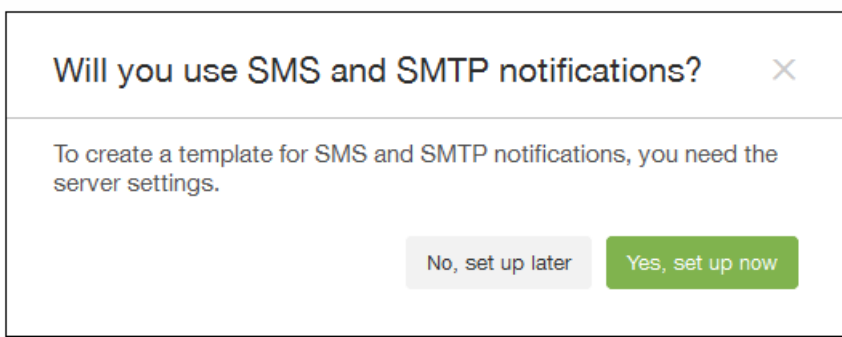 Will you use SMS and SMTP notifications?
To create a template for SMS and SMTP notifications, you need the
server settings.
No, set up later
Yes, set up now